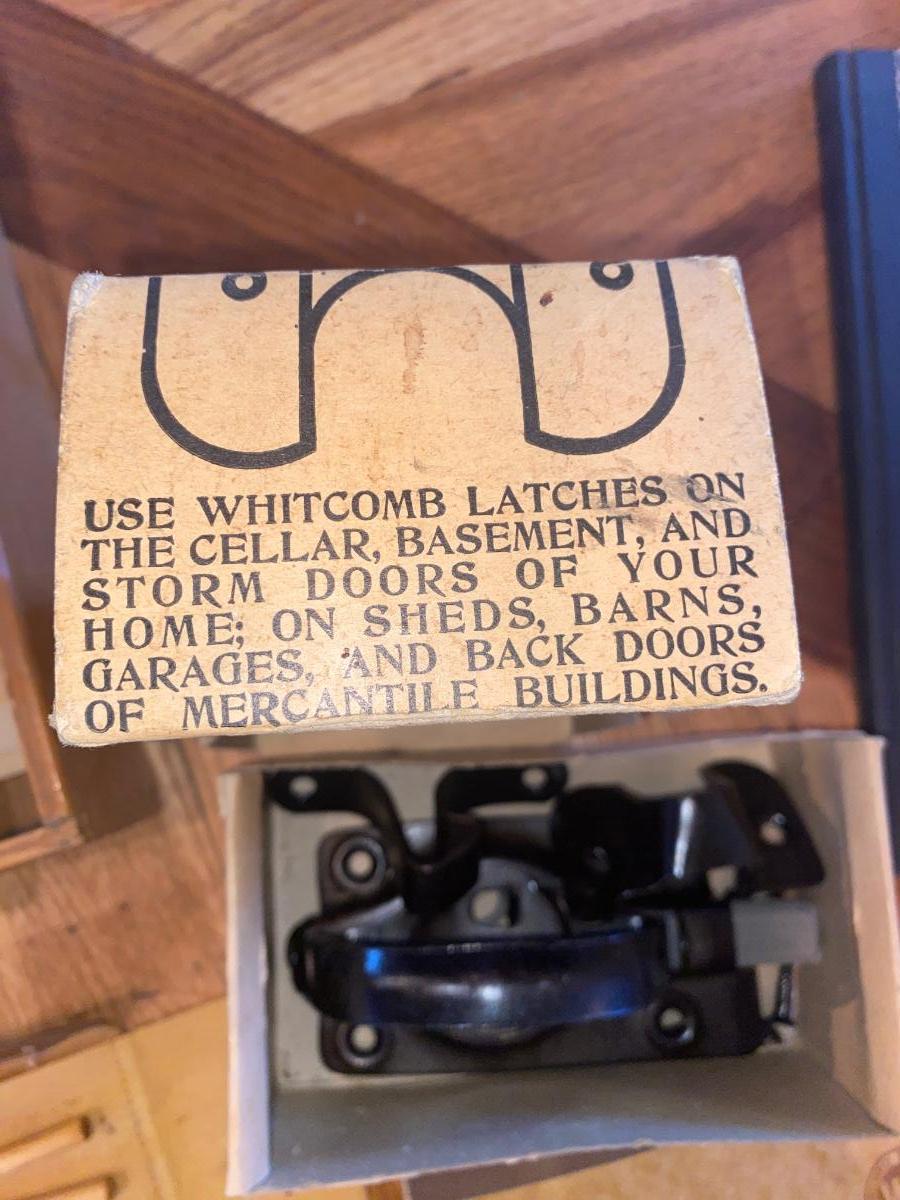 USE WHITCOMB LATCHES ON
THE CELLAR, BASEMENT, AND
STORM DOORS OF YOUR
HOME; ON SHEDS, BARNS,
GARAGES, AND BACK DOORS
OF MERCANTILE BUILDINGS.